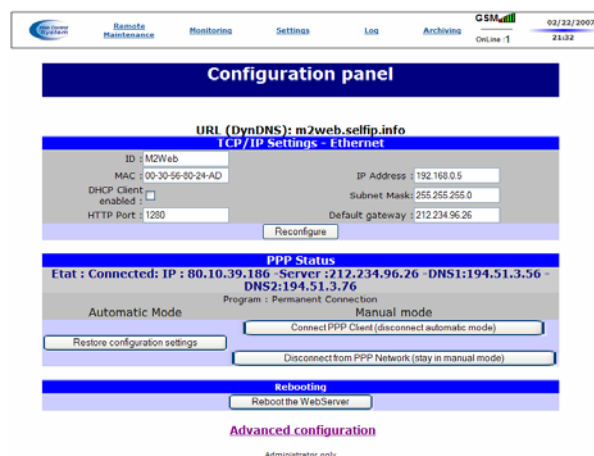 Web Control
System
Remote
Maintenance
Monitoring
Settings
Log
Archiving
GSM
OnLine :1
02/22/2007
21:32
Configuration panel
URL (DynDNS): m2web.selfip.info
TCP/IP Settings - Ethernet
ID : M2Web
MAC : 00-30-56-80-24-AD
IP Address : 192.168.0.5
DHCP Client
enabled :
Subnet Mask: 255.255.255.0
HTTP Port : 1280
Default gateway : 212.234.96.26
Reconfigure
PPP Status
Etat : Connected: IP : 80.10.39.186 -Server :212.234.96.26 -DNS1:194.51.3.56 -
DNS2:194.51.3.76
Program : Permanent Connection
Automatic Mode
Manual mode
Connect PPP Client (disconnect automatic mode)
Restore configuration settings
Disconnect from PPP Network (stay in manual mode)
Rebooting
Reboot the WebServer
Advanced configuration
Administrator only